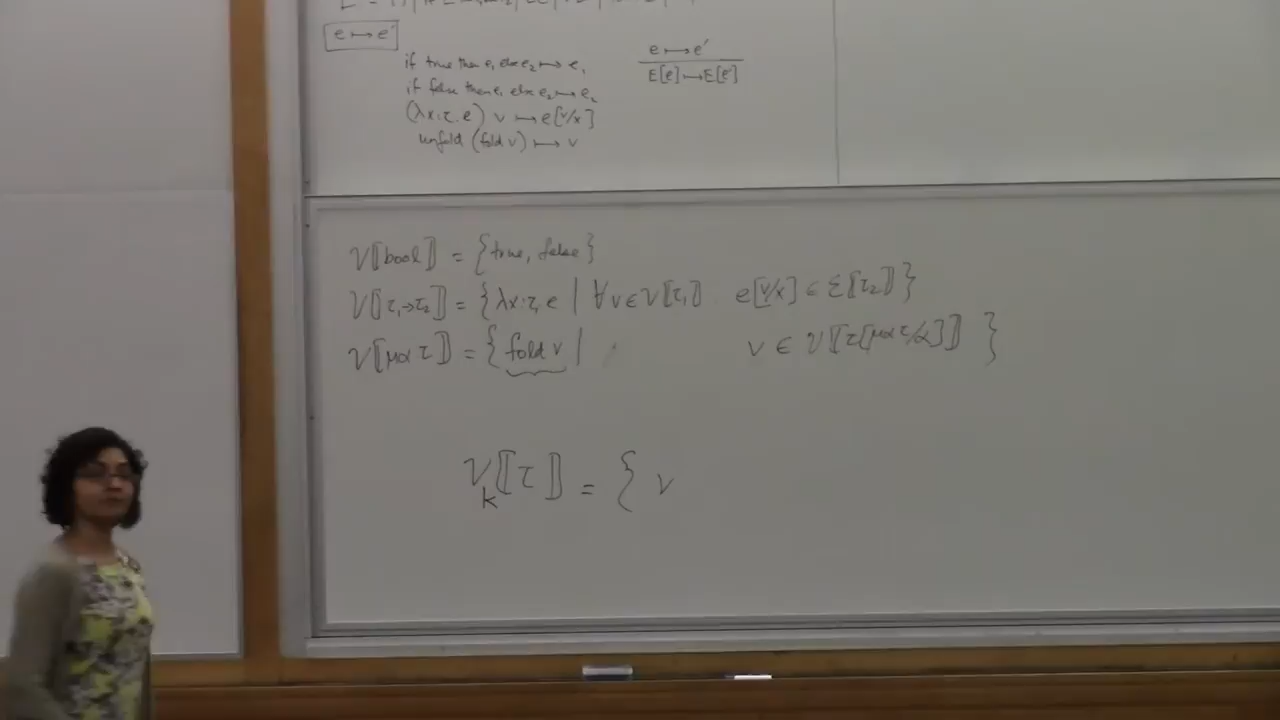 e ↦ e'
if true then e₁ else e₂ ↦ e₁
if false then e₁ else e₂ ↦ e₂
(λx:τ.e) v ↦ e[v/x]
unfold (fold v) ↦ v
e ↦ e'
E[e] ↦ E[e']
𝒱⟦bool⟧ = {true, false}
𝒱⟦τ₁→τ₂⟧ = {λx:τ₁.e | ∀v∈𝒱⟦τ₁⟧. e[v/x] ∈ ℰ⟦τ₂⟧}
𝒱⟦μα.τ⟧ = {fold v | v ∈ 𝒱⟦τ[μα.τ/α]⟧ }
𝒱ₖ⟦τ⟧ = { v